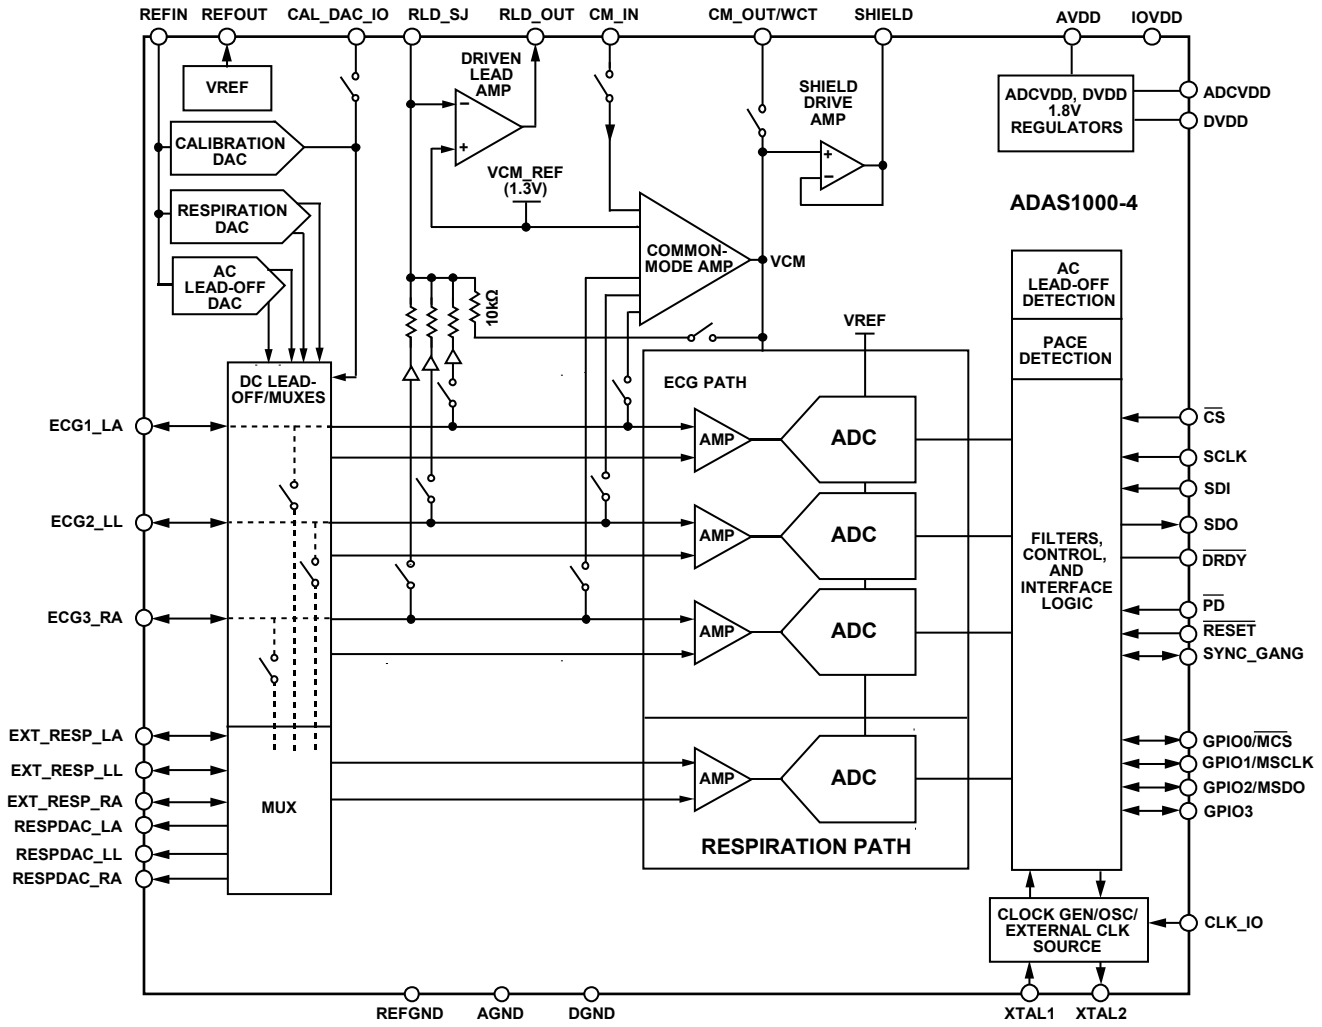 REFIN REFOUT CAL_DAC_IO RLD_SJ RLD_OUT CM_IN CM_OUT/WCT SHIELD AVDD IOVDD
VREF
DRIVEN
LEAD
AMP
SHIELD
DRIVE
AMP
ADCVDD, DVDD
1.8V
REGULATORS
ADCVDD
DVDD
CALIBRATION
DAC
–
+
+
–
VCM_REF
(1.3V)
RESPIRATION
DAC
ADAS1000-4
AC
LEAD-OFF
DAC
COMMON-
MODE AMP
VCM
10kΩ
AC
LEAD-OFF
DETECTION
VREF
PACE
DETECTION
DC LEAD-
OFF/MUXES
ECG PATH
ECG1_LA
AMP
ADC
CS
SCLK
SDI
ECG2_LL
AMP
ADC
SDO
FILTERS,
CONTROL,
AND
INTERFACE
LOGIC
DRDY
ECG3_RA
AMP
ADC
PD
RESET
SYNC_GANG
EXT_RESP_LA
EXT_RESP_LL
EXT_RESP_RA
RESPDAC_LA
RESPDAC_LL
RESPDAC_RA
MUX
AMP
ADC
RESPIRATION PATH
GPIO0/MCS
GPIO1/MSCLK
GPIO2/MSDO
GPIO3
CLOCK GEN/OSC/
EXTERNAL CLK
SOURCE
CLK_IO
REFGND AGND DGND XTAL1 XTAL2